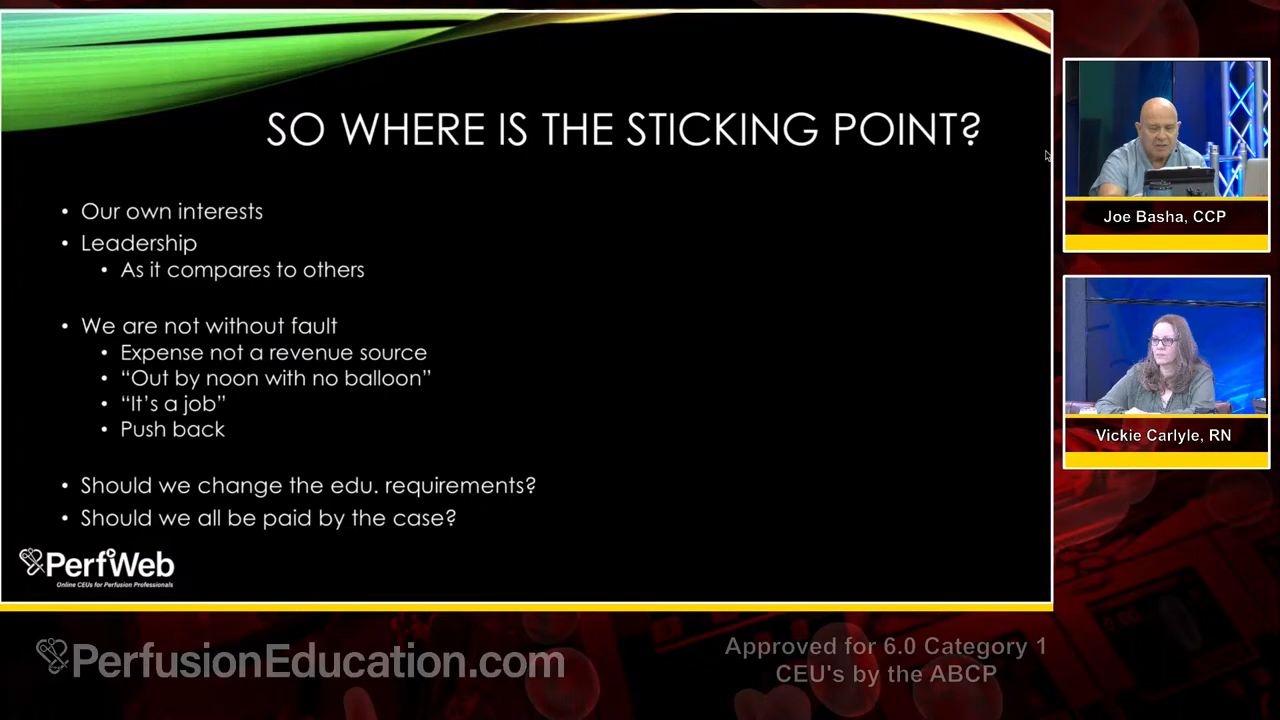 SO WHERE IS THE STICKING POINT?
• Our own interests
• Leadership
• As it compares to others
• We are not without fault
• Expense not a revenue source
• “Out by noon with no balloon”
• “It’s a job”
• Push back
• Should we change the edu. requirements?
• Should we all be paid by the case?
PerfWeb
Online CEUs for Perfusion Professionals
Joe Basha, CCP
Vickie Carlyle, RN
PerfusionEducation.com
Approved for 6.0 Category 1
CEU's by the ABCP